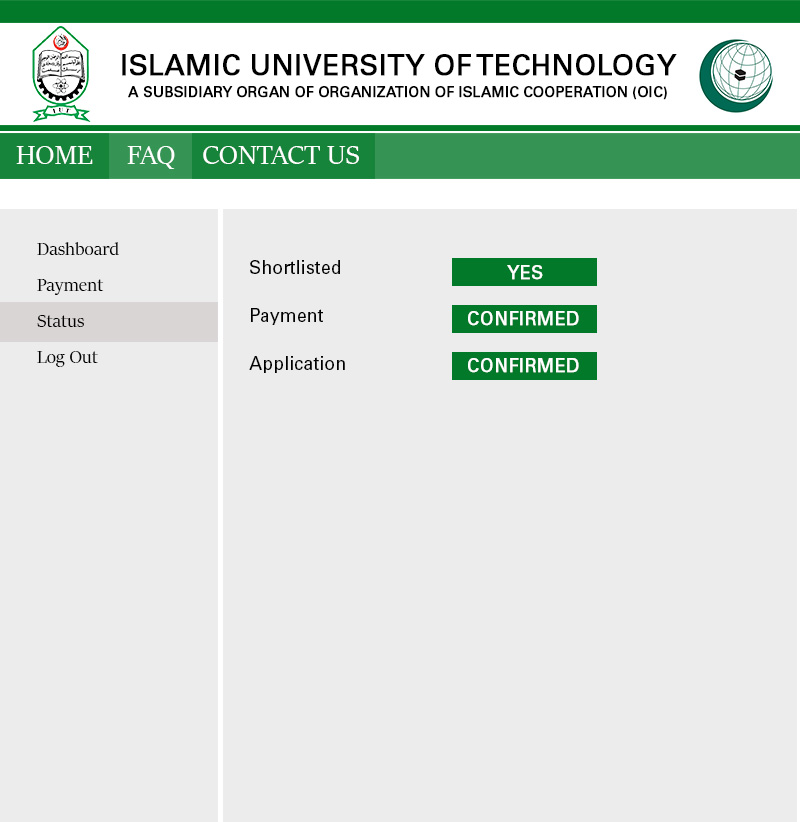 ISLAMIC UNIVERSITY OF TECHNOLOGY
A SUBSIDIARY ORGAN OF ORGANIZATION OF ISLAMIC COOPERATION (OIC)
I U T
HOME FAQ CONTACT US
Dashboard
Payment
Status
Log Out
Shortlisted YES
Payment CONFIRMED
Application CONFIRMED